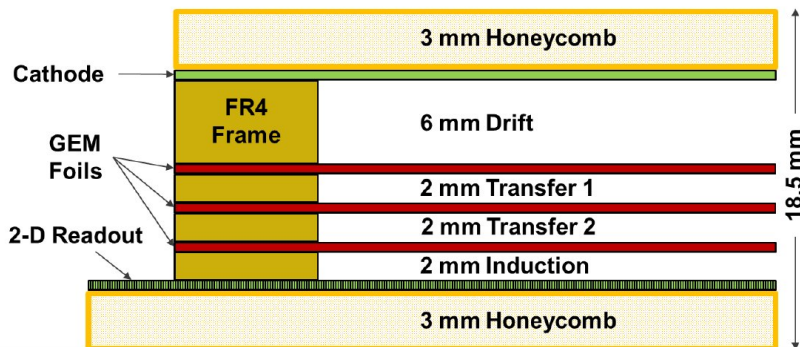 3 mm Honeycomb
Cathode
FR4
Frame
6 mm Drift
GEM
Foils
2 mm Transfer 1
2 mm Transfer 2
2-D Readout
2 mm Induction
3 mm Honeycomb
18.5 mm